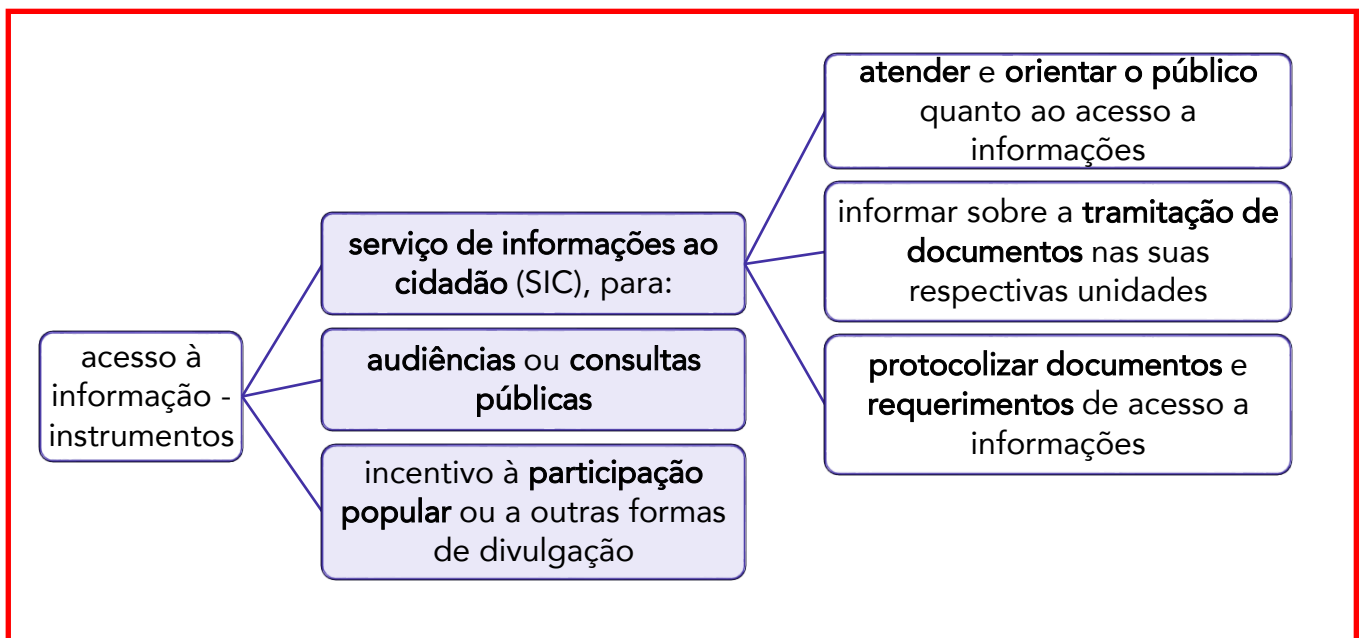 acesso à
informação -
instrumentos
serviço de informações ao
cidadão (SIC), para:
audiências ou consultas
públicas
incentivo à participação
popular ou a outras formas
de divulgação
atender e orientar o público
quanto ao acesso a
informações
informar sobre a tramitação de
documentos nas suas
respectivas unidades
protocolizar documentos e
requerimentos de acesso a
informações